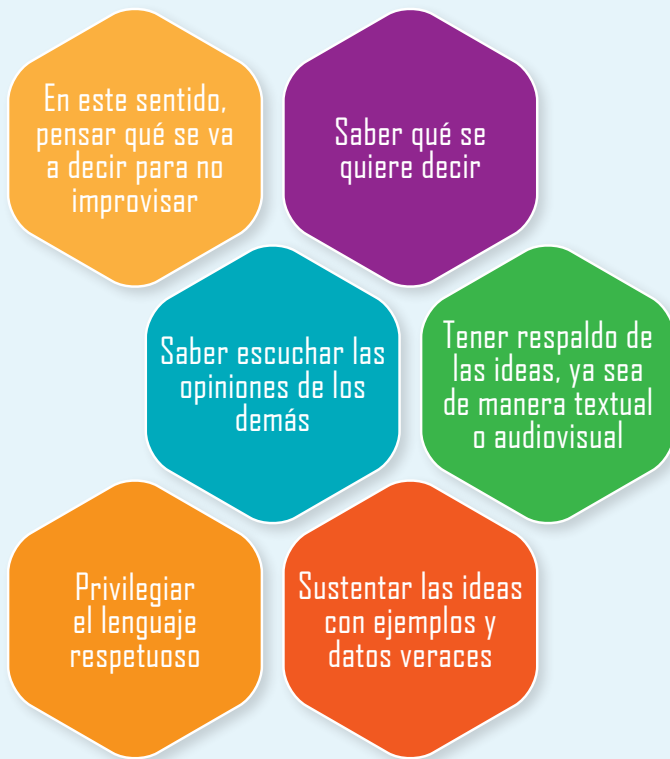 En este sentido,
pensar qué se va
a decir para no
improvisar
Saber qué se
quiere decir
Saber escuchar las
opiniones de los
demás
Tener respaldo de
las ideas, ya sea
de manera textual
o audiovisual
Privilegiar
el lenguaje
respetuoso
Sustentar las ideas
con ejemplos y
datos veraces